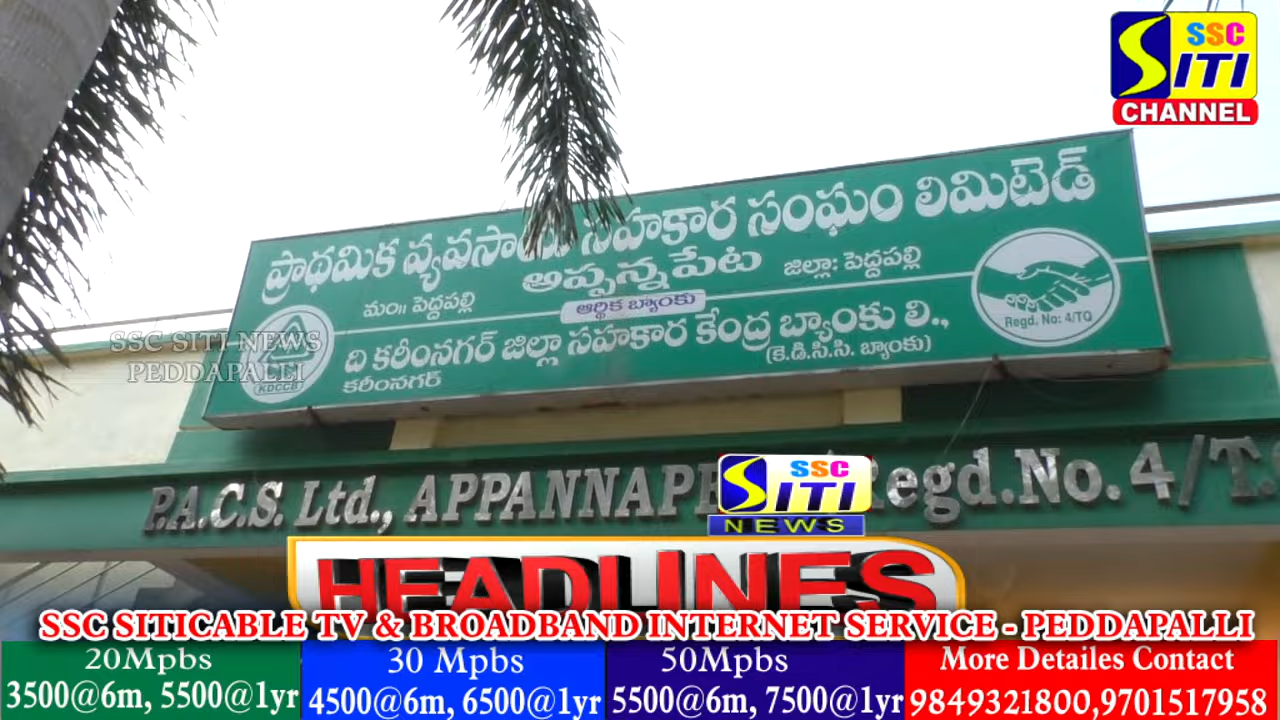 SSC
SITI
CHANNEL
ప్రాథమిక వ్యవసాయ సహకార సంఘం లిమిటెడ్
అప్పన్నపేట
మం॥ పెద్దపల్లి
జిల్లా: పెద్దపల్లి
ఆర్థిక బ్యాంకు
ది కరీంనగర్ జిల్లా సహకార కేంద్ర బ్యాంకు లి.,
కరీంనగర్
(కె.డి.సి.సి. బ్యాంకు)
KDCCB
Regd. No: 4/TQ
SSC SITI NEWS
PEDDAPALLI
P.A.C.S. Ltd., Regd.No. 4/T.
SSC
SITI
NEWS
HEADLINES
SSC SITICABLE TV & BROADBAND INTERNET SERVICE - PEDDAPALLI
20Mpbs
3500@6m, 5500@1yr
30 Mpbs
4500@6m, 6500@1yr
50Mpbs
5500@6m, 7500@1yr
More Detailes Contact
9849321800,9701517958